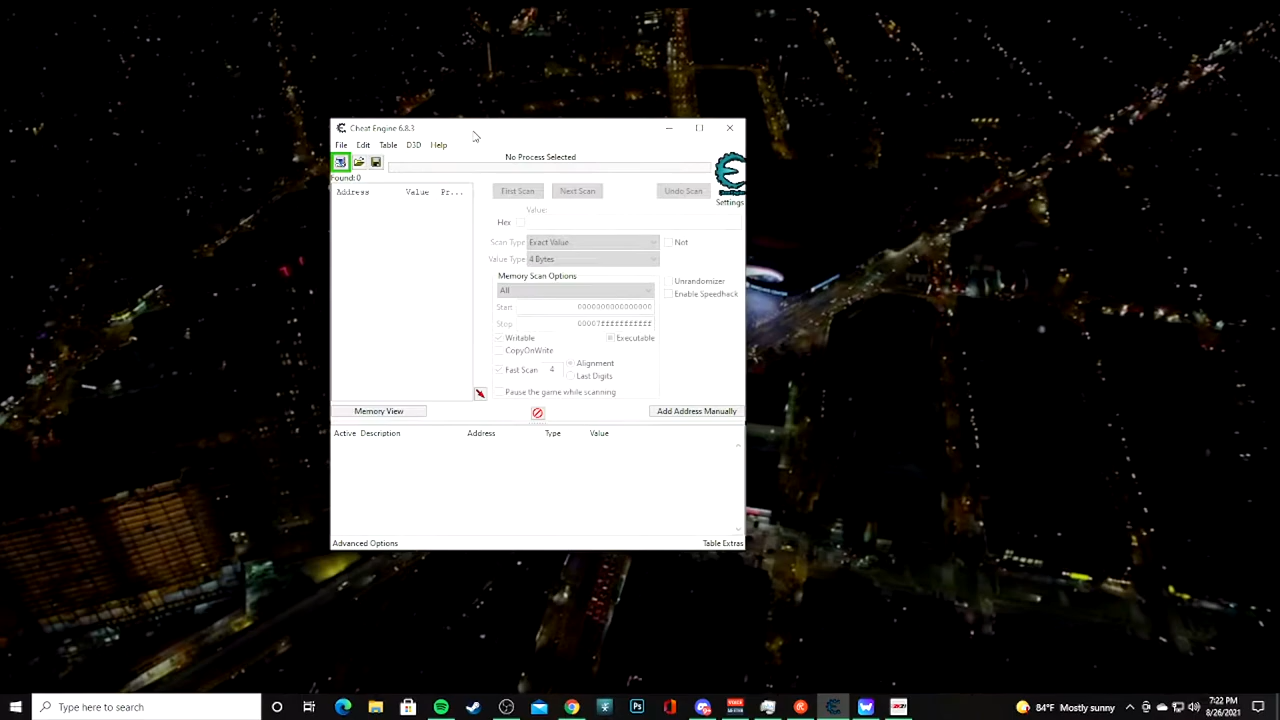 Cheat Engine 6.8.3
File Edit Table D3D Help
No Process Selected
Found: 0
Address Value Pr...
First Scan Next Scan Undo Scan
Settings
Value:
Hex
Scan Type Exact Value Not
Value Type 4 Bytes
Memory Scan Options
All
Unrandomizer
Enable Speedhack
Start 0000000000000000
Stop 00007fffffffffff
Writable Executable
CopyOnWrite
Fast Scan 4 Alignment
Last Digits
Pause the game while scanning
Memory View Add Address Manually
Active Description Address Type Value
Advanced Options Table Extras
Type here to search
84°F Mostly sunny
7:22 PM
8/26/2021